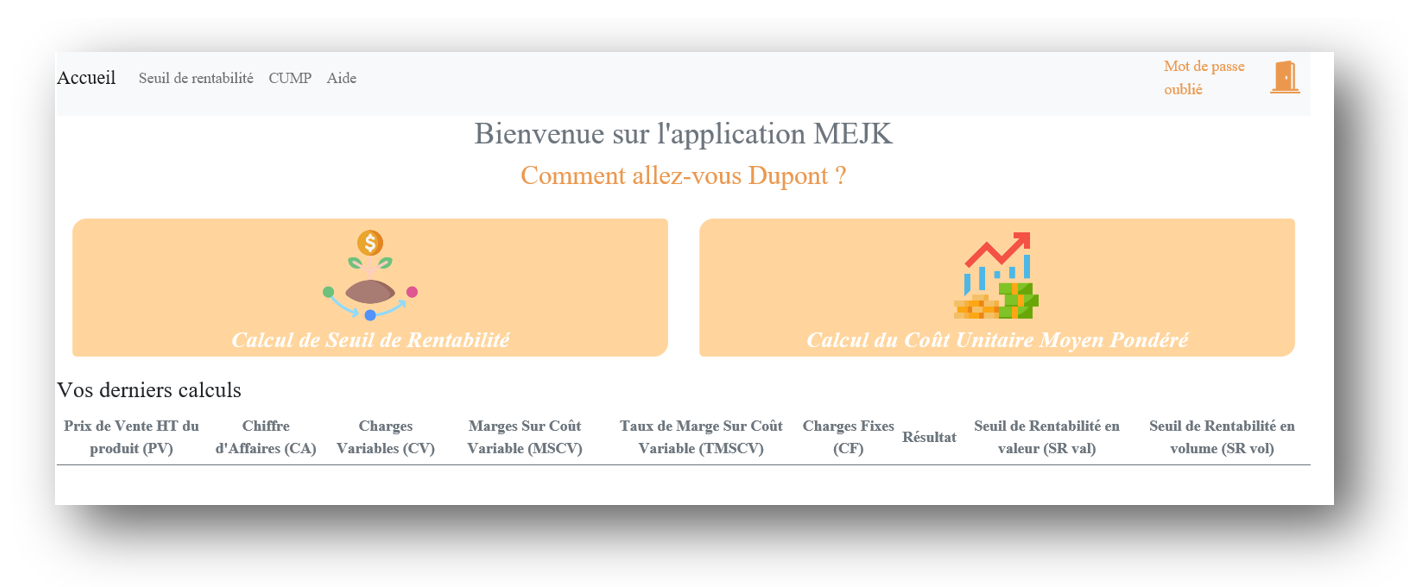 Accueil Seuil de rentabilité CUMP Aide
Mot de passe
oublié
Bienvenue sur l'application MEJK
Comment allez-vous Dupont ?
$
Calcul de Seuil de Rentabilité
Calcul du Coût Unitaire Moyen Pondéré
Vos derniers calculs
Prix de Vente HT du
produit (PV)
Chiffre
d'Affaires (CA)
Charges
Variables (CV)
Marges Sur Coût
Variable (MSCV)
Taux de Marge Sur Coût
Variable (TMSCV)
Charges Fixes
(CF)
Résultat
Seuil de Rentabilité en
valeur (SR val)
Seuil de Rentabilité en
volume (SR vol)